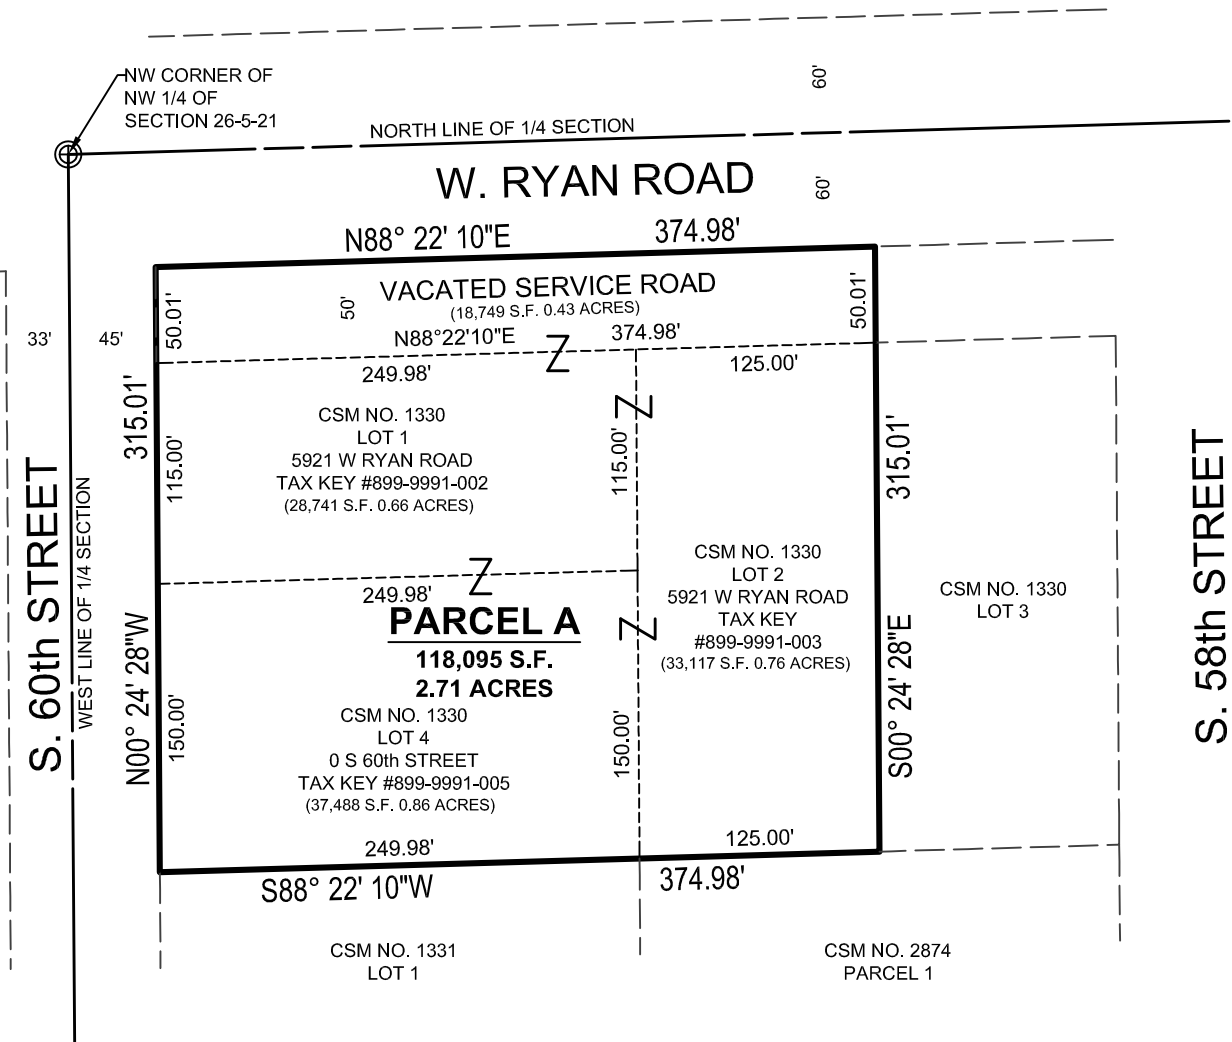 NW CORNER OF
NW 1/4 OF
SECTION 26-5-21
60'
NORTH LINE OF 1/4 SECTION
W. RYAN ROAD
60'
N88° 22' 10"E
374.98'
VACATED SERVICE ROAD
(18,749 S.F. 0.43 ACRES)
50.01'
50'
50.01'
33'
45'
N88°22'10"E
374.98'
Z
249.98'
125.00'
315.01'
CSM NO. 1330
LOT 1
5921 W RYAN ROAD
TAX KEY #899-9991-002
(28,741 S.F. 0.66 ACRES)
115.00'
Z
115.00'
315.01'
S. 60th STREET
WEST LINE OF 1/4 SECTION
S. 58th STREET
Z
249.98'
PARCEL A
118,095 S.F.
2.71 ACRES
Z
CSM NO. 1330
LOT 2
5921 W RYAN ROAD
TAX KEY
#899-9991-003
(33,117 S.F. 0.76 ACRES)
CSM NO. 1330
LOT 3
N00° 24' 28"W
150.00'
CSM NO. 1330
LOT 4
0 S 60th STREET
TAX KEY #899-9991-005
(37,488 S.F. 0.86 ACRES)
150.00'
S00° 24' 28"E
249.98'
125.00'
S88° 22' 10"W
374.98'
CSM NO. 1331
LOT 1
CSM NO. 2874
PARCEL 1